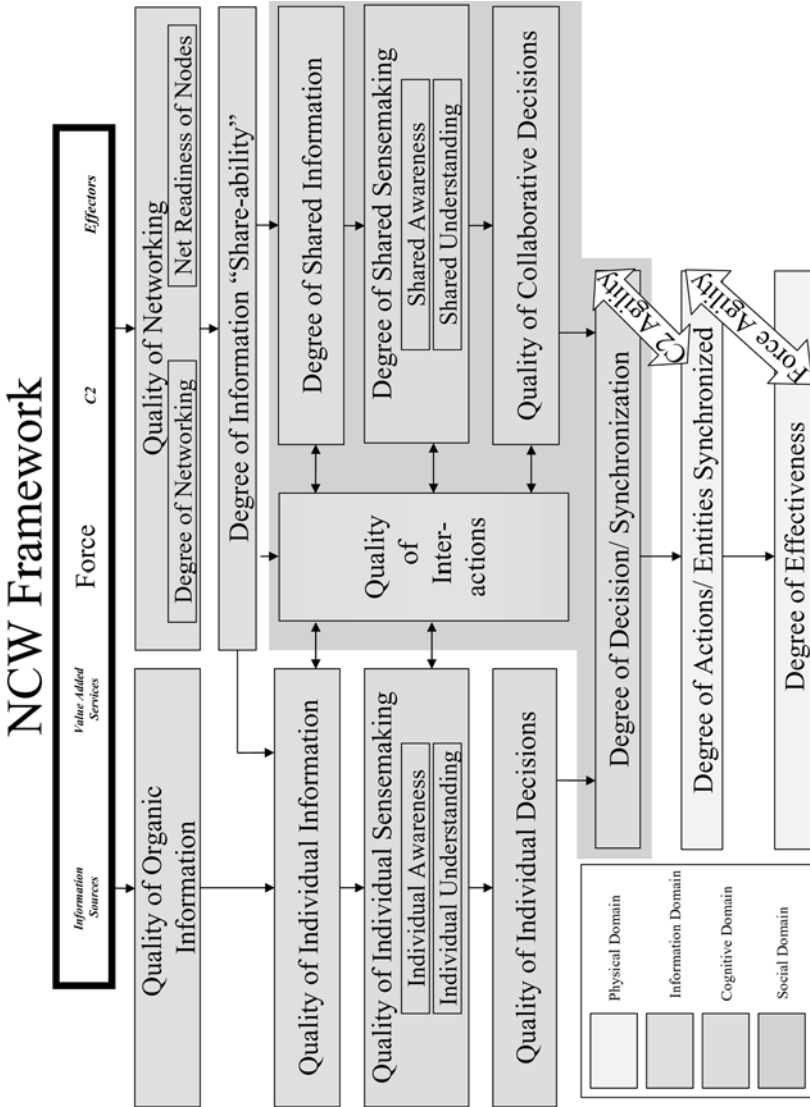 NCW Framework
Information
Sources
Value Added
Services
Force
C2
Effectors
Quality of Organic
Information
Quality of Networking
Degree of Networking
Net Readiness of Nodes
Degree of Information “Share-ability”
Quality of Individual Information
Quality
of
Inter-
actions
Degree of Shared Information
Quality of Individual Sensemaking
Individual Awareness
Individual Understanding
Degree of Shared Sensemaking
Shared Awareness
Shared Understanding
Quality of Individual Decisions
Quality of Collaborative Decisions
Degree of Decision/ Synchronization
C2 Agility
Degree of Actions/ Entities Synchronized
Force Agility
Degree of Effectiveness
Physical Domain
Information Domain
Cognitive Domain
Social Domain